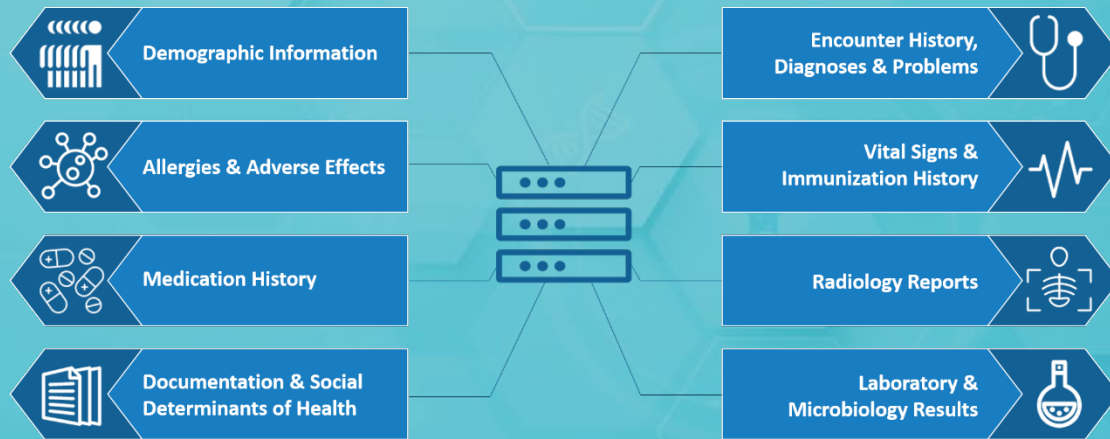 Demographic Information
Allergies & Adverse Effects
Medication History
Documentation & Social
Determinants of Health
Encounter History,
Diagnoses & Problems
Vital Signs &
Immunization History
Radiology Reports
Laboratory &
Microbiology Results